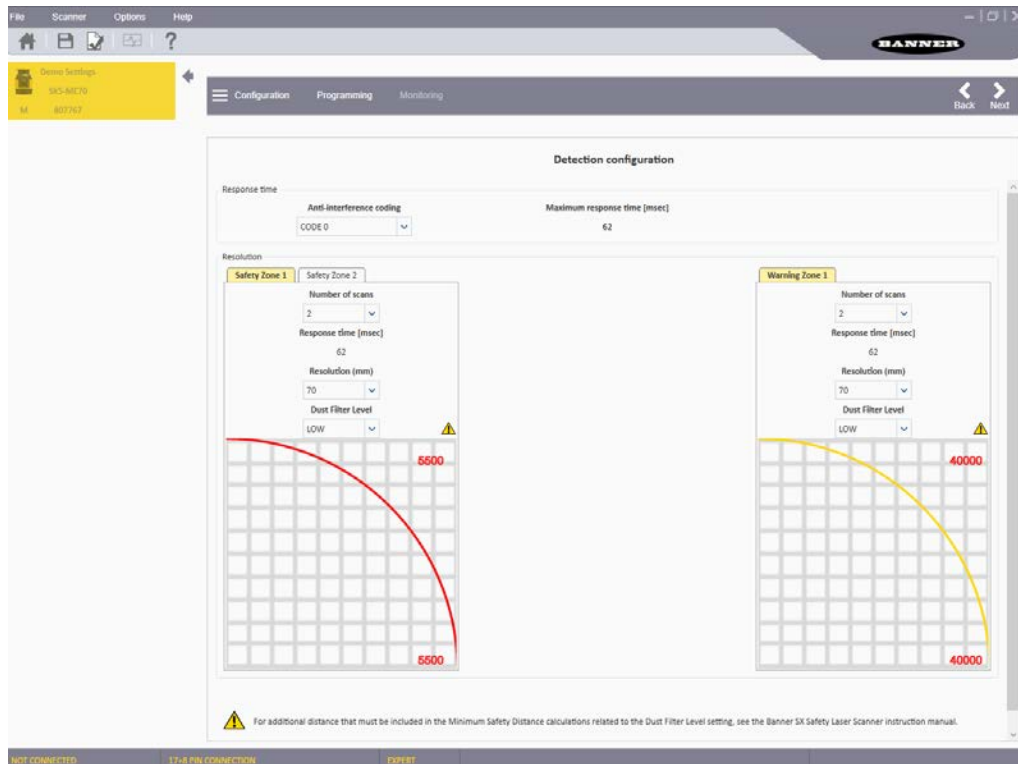 File Scanner Options Help
BANNER
Demo Settings
SX5-ME70
M 807767
Configuration Programming Monitoring
Back Next
Detection configuration
Response time
Anti-interference coding Maximum response time [msec]
CODE 0 62
Resolution
Safety Zone 1 Safety Zone 2 Warning Zone 1
Number of scans Number of scans
2 2
Response time [msec] Response time [msec]
62 62
Resolution (mm) Resolution (mm)
70 70
Dust Filter Level Dust Filter Level
LOW LOW
5500 40000
5500 40000
For additional distance that must be included in the Minimum Safety Distance calculations related to the Dust Filter Level setting, see the Banner SX Safety Laser Scanner instruction manual.
NOT CONNECTED 17+8 PIN CONNECTION EXPERT